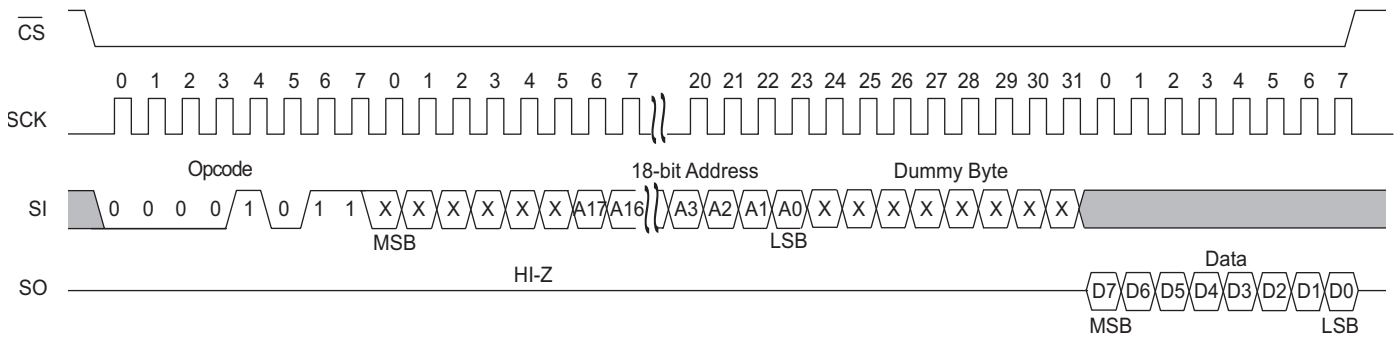 CS
0 1 2 3 4 5 6 7 0 1 2 3 4 5 6 7 20 21 22 23 24 25 26 27 28 29 30 31 0 1 2 3 4 5 6 7
SCK
Opcode 18-bit Address Dummy Byte
SI 0 0 0 0 1 0 1 1 X X X X X X A17 A16 A3 A2 A1 A0 X X X X X X X X
MSB LSB
HI-Z Data
SO D7 D6 D5 D4 D3 D2 D1 D0
MSB LSB